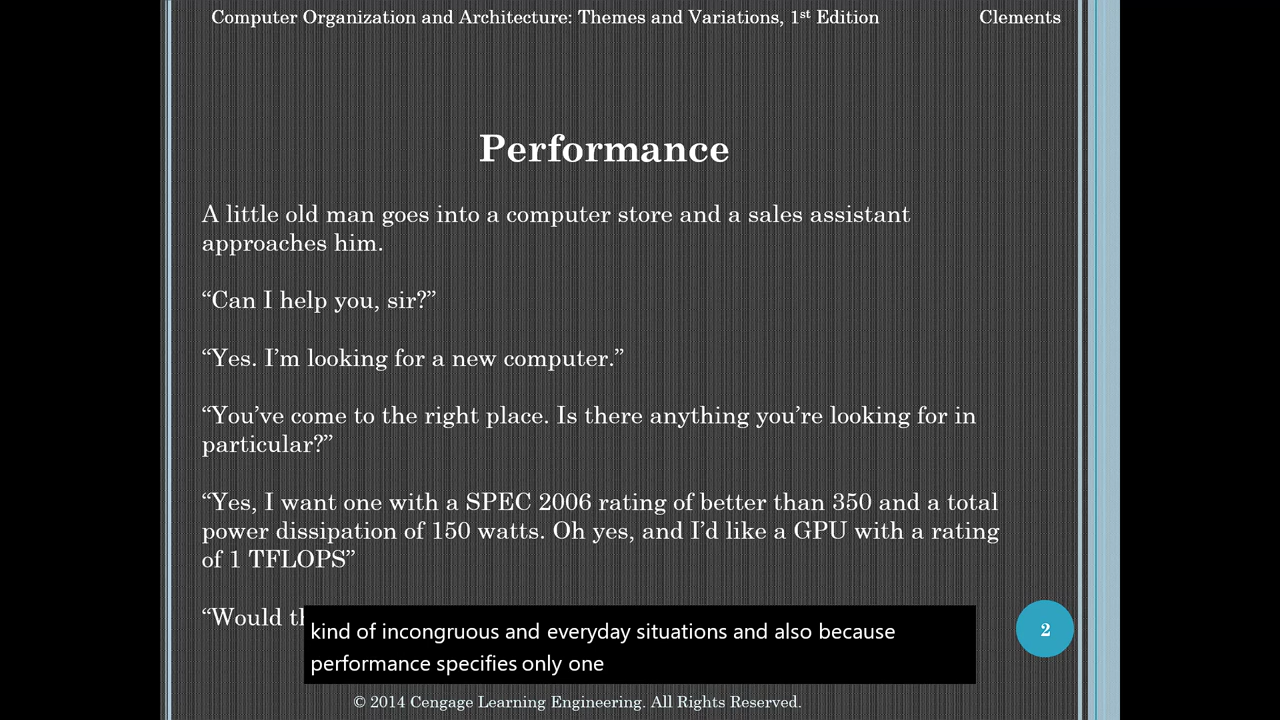 Computer Organization and Architecture: Themes and Variations, 1st Edition Clements
Performance
A little old man goes into a computer store and a sales assistant
approaches him.
“Can I help you, sir?”
“Yes. I’m looking for a new computer.”
“You’ve come to the right place. Is there anything you’re looking for in
particular?”
“Yes, I want one with a SPEC 2006 rating of better than 350 and a total
power dissipation of 150 watts. Oh yes, and I’d like a GPU with a rating
of 1 TFLOPS”
“Would
kind of incongruous and everyday situations and also because
performance specifies only one
2
© 2014 Cengage Learning Engineering. All Rights Reserved.